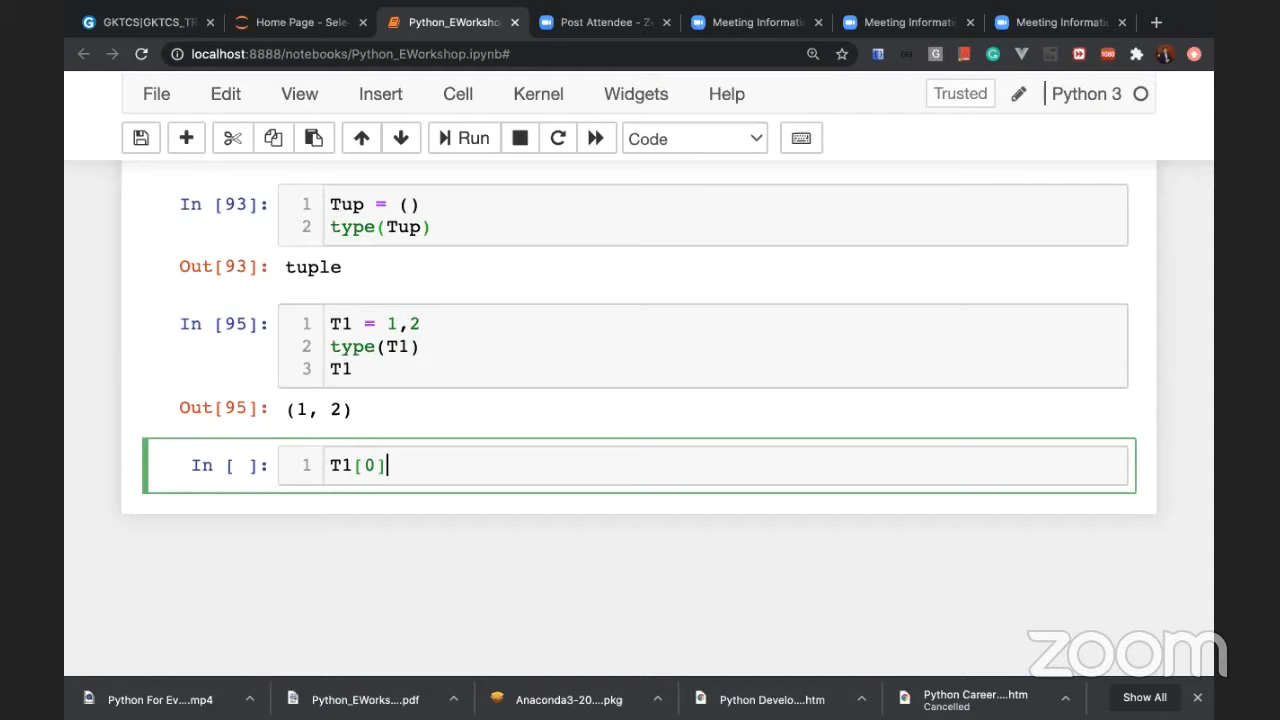 GKTCS|GKTCS_TR
Home Page - Sele
Python_EWorksho
Post Attendee - Z
Meeting Informati
Meeting Informati
Meeting Informati
localhost:8888/notebooks/Python_EWorkshop.ipynb#
File Edit View Insert Cell Kernel Widgets Help Trusted Python 3
Run Code
In [93]: 1 Tup = ()
2 type(Tup)
Out[93]: tuple
In [95]: 1 T1 = 1,2
2 type(T1)
3 T1
Out[95]: (1, 2)
In [ ]: 1 T1[0]
zoom
Python For Ev....mp4
Python_EWorks....pdf
Anaconda3-20....pkg
Python Develo....htm
Python Career....htm
Cancelled
Show All